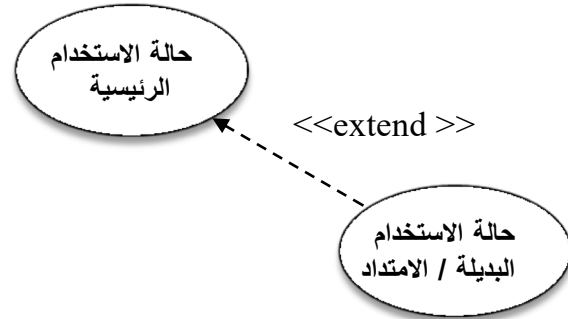 حالة الاستخدام
الرئيسية
<<extend >>
حالة الاستخدام
البديلة / الامتداد